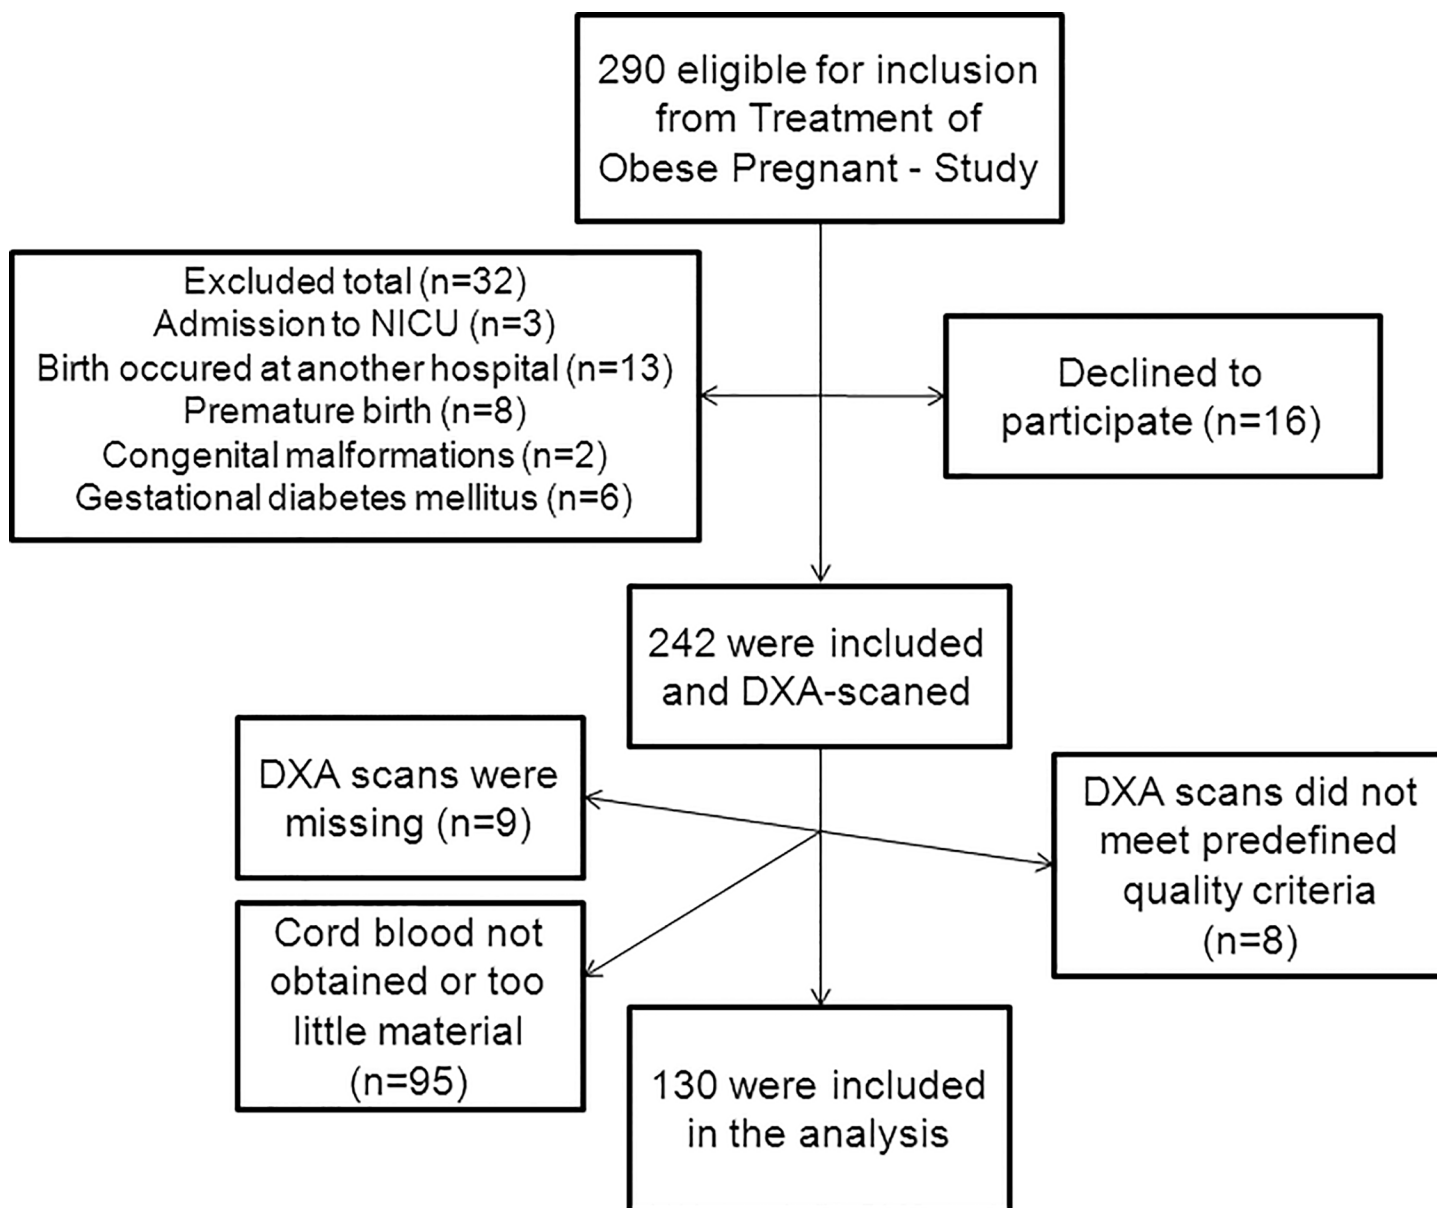 290 eligible for inclusion
from Treatment of
Obese Pregnant - Study
Excluded total (n=32)
Admission to NICU (n=3)
Birth occured at another hospital (n=13)
Premature birth (n=8)
Congenital malformations (n=2)
Gestational diabetes mellitus (n=6)
Declined to
participate (n=16)
242 were included
and DXA-scaned
DXA scans were
missing (n=9)
DXA scans did not
meet predefined
quality criteria
(n=8)
Cord blood not
obtained or too
little material
(n=95)
130 were included
in the analysis